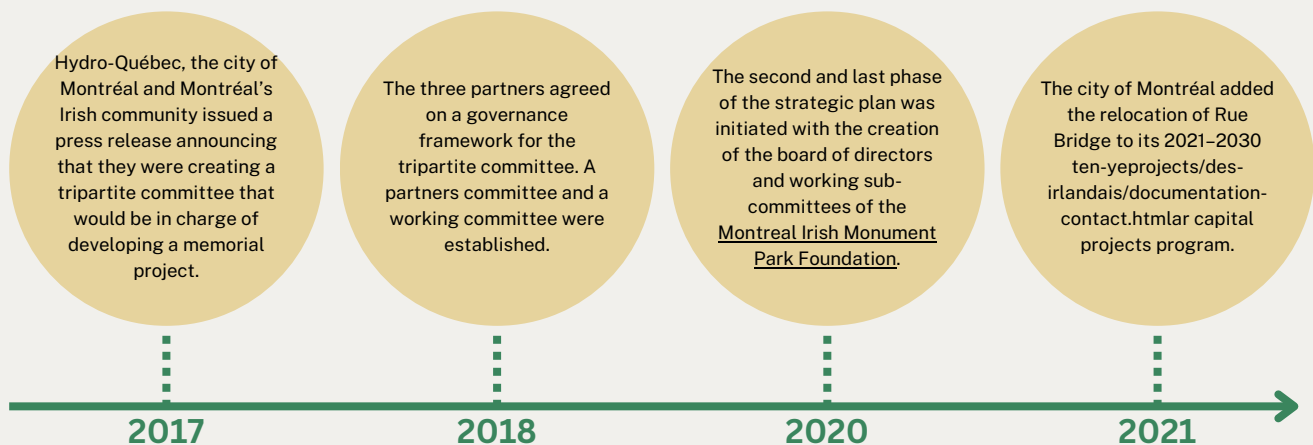 Hydro-Québec, the city of
Montréal and Montréal's
Irish community issued a
press release announcing
that they were creating a
tripartite committee that
would be in charge of
developing a memorial
project.
The three partners agreed
on a governance
framework for the
tripartite committee. A
partners committee and a
working committee were
established.
The second and last phase
of the strategic plan was
initiated with the creation
of the board of directors
and working sub-
committees of the
Montreal Irish Monument
Park Foundation.
The city of Montréal added
the relocation of Rue
Bridge to its 2021–2030
ten-yeprojects/des-
irlandais/documentation-
contact.htmlar capital
projects program.
2017
2018
2020
2021